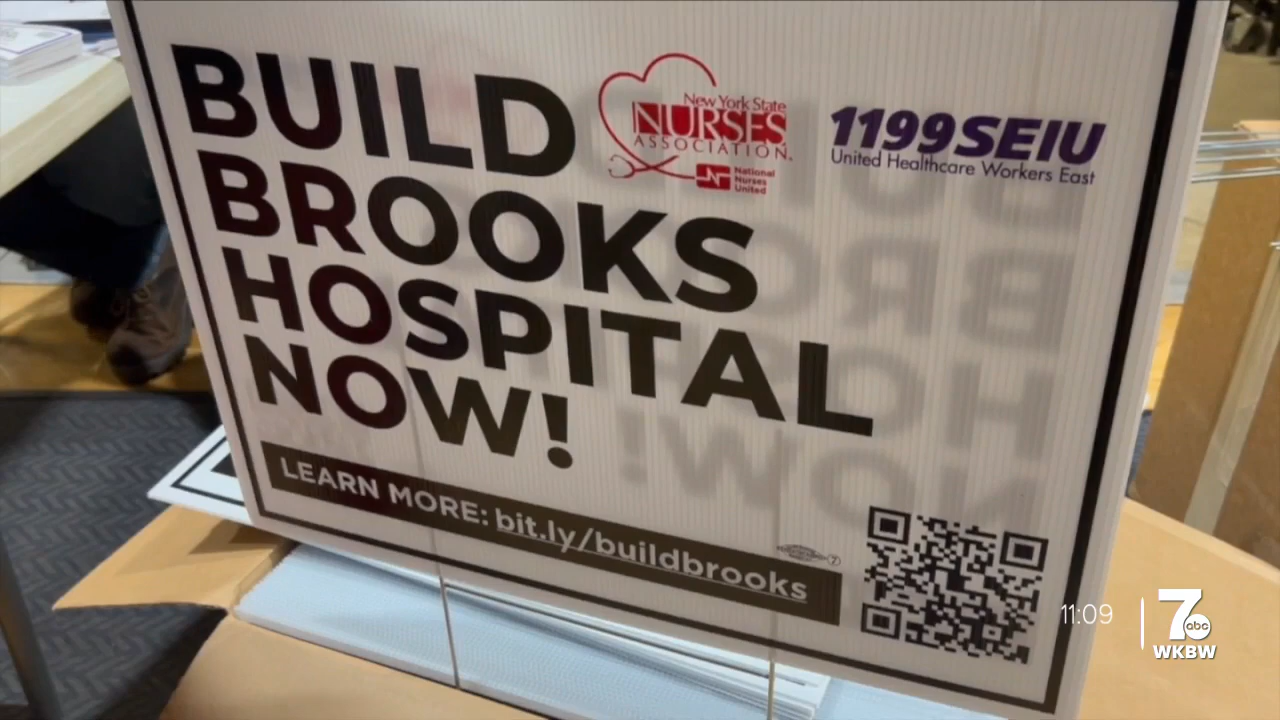 BUILD
BROOKS
HOSPITAL
NOW!
New York State
NURSES
ASSOCIATION
National
Nurses
United
1199SEIU
United Healthcare Workers East
LEARN MORE: bit.ly/buildbrooks
11:09
7
abc
WKBW